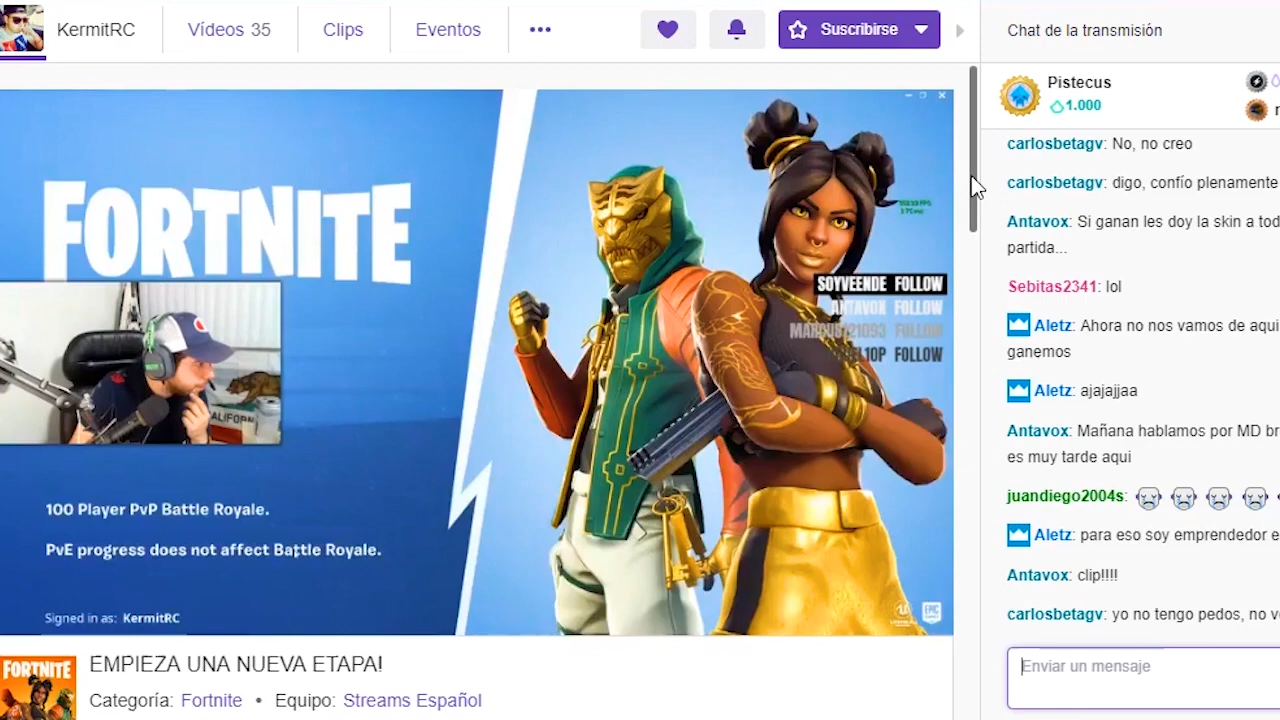 KermitRC
Vídeos 35
Clips
Eventos
Suscribirse
Chat de la transmisión
Pistecus
1.000
carlosbetagv: No, no creo
carlosbetagv: digo, confío plenamente
Antavox: Si ganan les doy la skin a tod
partida...
Sebitas2341: lol
Aletz: Ahora no nos vamos de aqui
ganemos
Aletz: ajajajjaa
Antavox: Mañana hablamos por MD br
es muy tarde aqui
juandiego2004s:
Aletz: para eso soy emprendedor e
Antavox: clip!!!!
carlosbetagv: yo no tengo pedos, no v
Enviar un mensaje
FORTNITE
SOYVEENDE FOLLOW
ANTAVOX FOLLOW
FOLLOW
FOLLOW
100 Player PvP Battle Royale.
PvE progress does not affect Battle Royale.
Signed in as: KermitRC
EPIC
FORTNITE
EMPIEZA UNA NUEVA ETAPA!
Categoría: Fortnite • Equipo: Streams Español